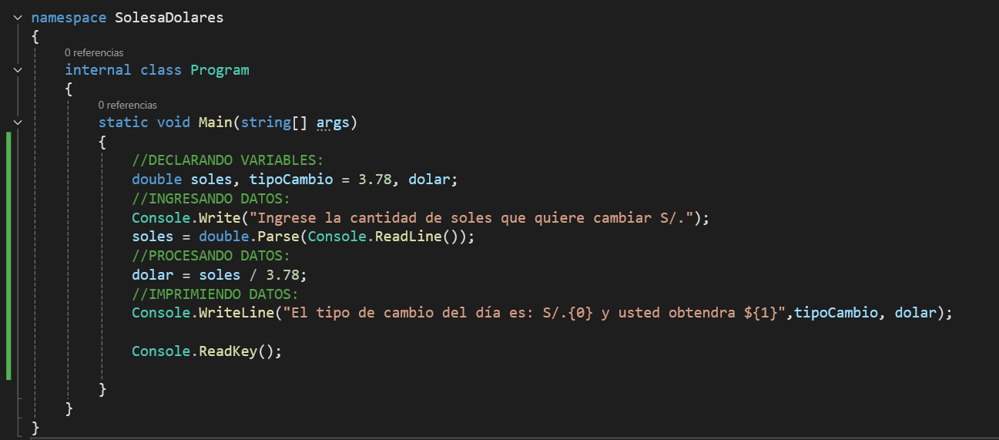 namespace SolesaDolares
{
0 referencias
internal class Program
{
0 referencias
static void Main(string[] args)
{
//DECLARANDO VARIABLES:
double soles, tipoCambio = 3.78, dolar;
//INGRESANDO DATOS:
Console.Write("Ingrese la cantidad de soles que quiere cambiar S/.");
soles = double.Parse(Console.ReadLine());
//PROCESANDO DATOS:
dolar = soles / 3.78;
//IMPRIMIENDO DATOS:
Console.WriteLine("El tipo de cambio del día es: S/.{0} y usted obtendra ${1}",tipoCambio, dolar);
Console.ReadKey();
}
}
}